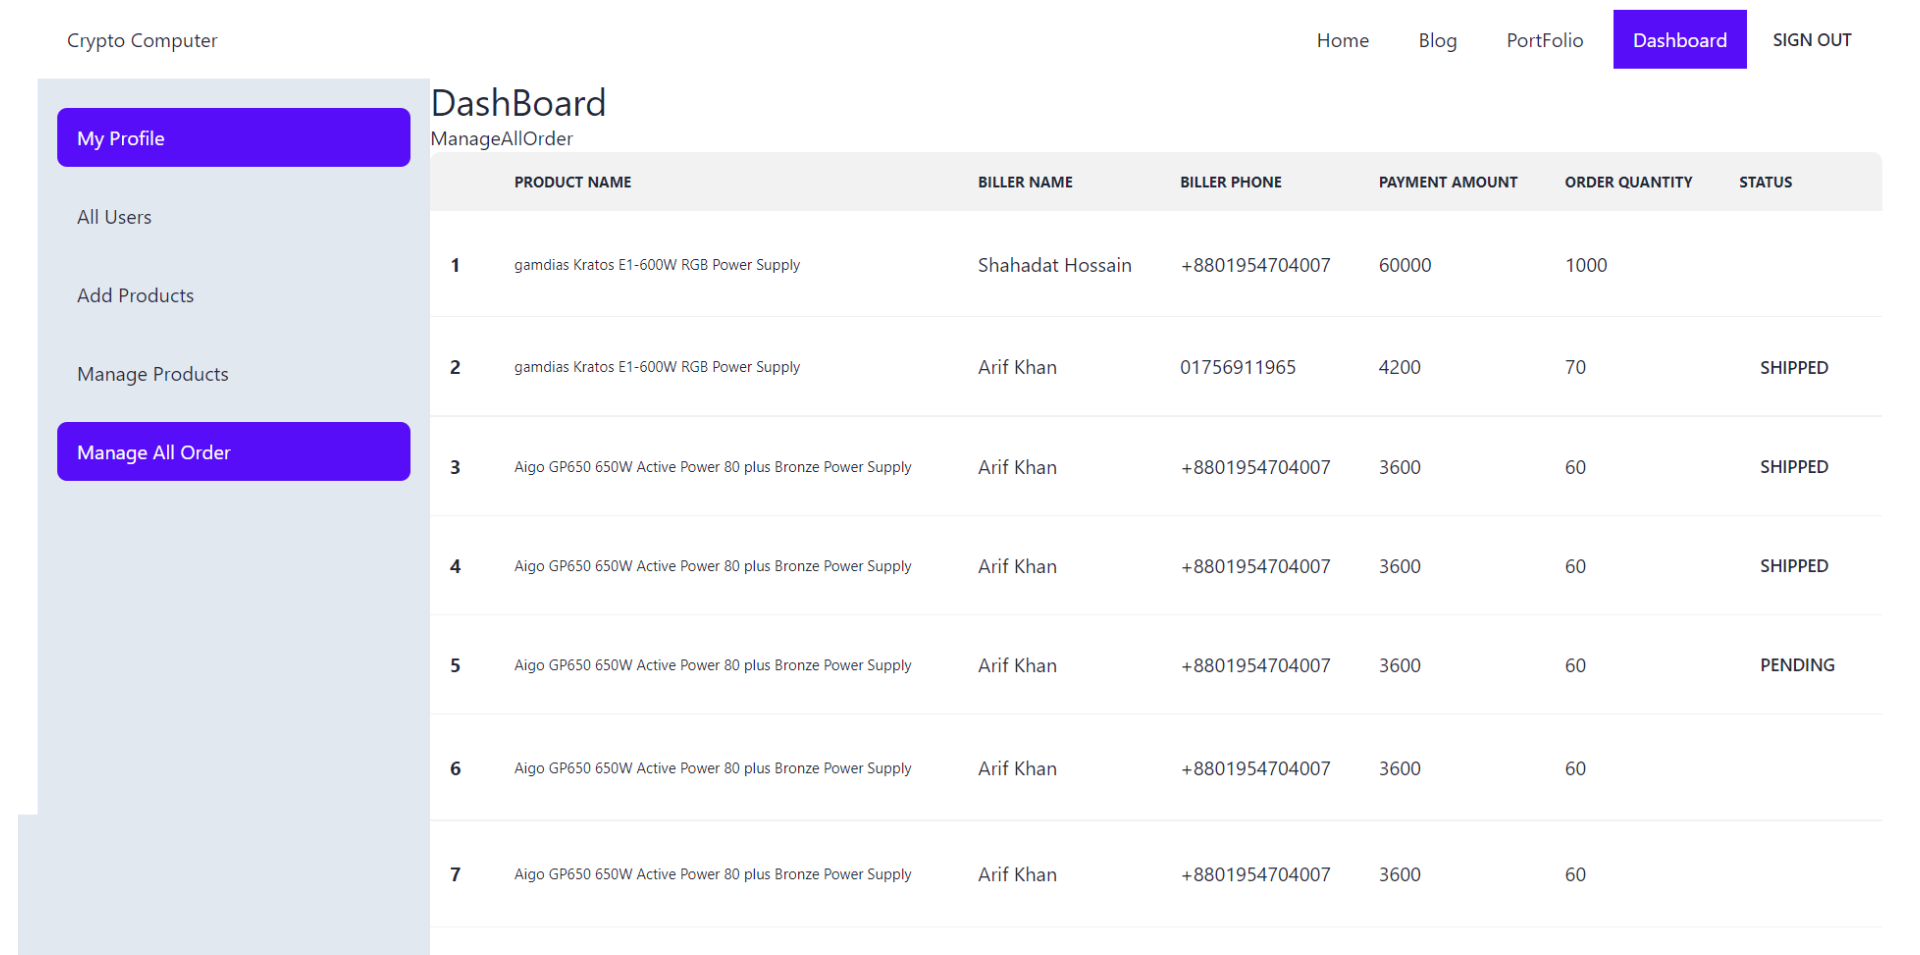 Crypto Computer Home Blog PortFolio Dashboard SIGN OUT
My Profile
All Users
Add Products
Manage Products
Manage All Order
DashBoard
ManageAllOrder
PRODUCT NAME BILLER NAME BILLER PHONE PAYMENT AMOUNT ORDER QUANTITY STATUS
1 gamdias Kratos E1-600W RGB Power Supply Shahadat Hossain +8801954704007 60000 1000
2 gamdias Kratos E1-600W RGB Power Supply Arif Khan 01756911965 4200 70 SHIPPED
3 Aigo GP650 650W Active Power 80 plus Bronze Power Supply Arif Khan +8801954704007 3600 60 SHIPPED
4 Aigo GP650 650W Active Power 80 plus Bronze Power Supply Arif Khan +8801954704007 3600 60 SHIPPED
5 Aigo GP650 650W Active Power 80 plus Bronze Power Supply Arif Khan +8801954704007 3600 60 PENDING
6 Aigo GP650 650W Active Power 80 plus Bronze Power Supply Arif Khan +8801954704007 3600 60
7 Aigo GP650 650W Active Power 80 plus Bronze Power Supply Arif Khan +8801954704007 3600 60